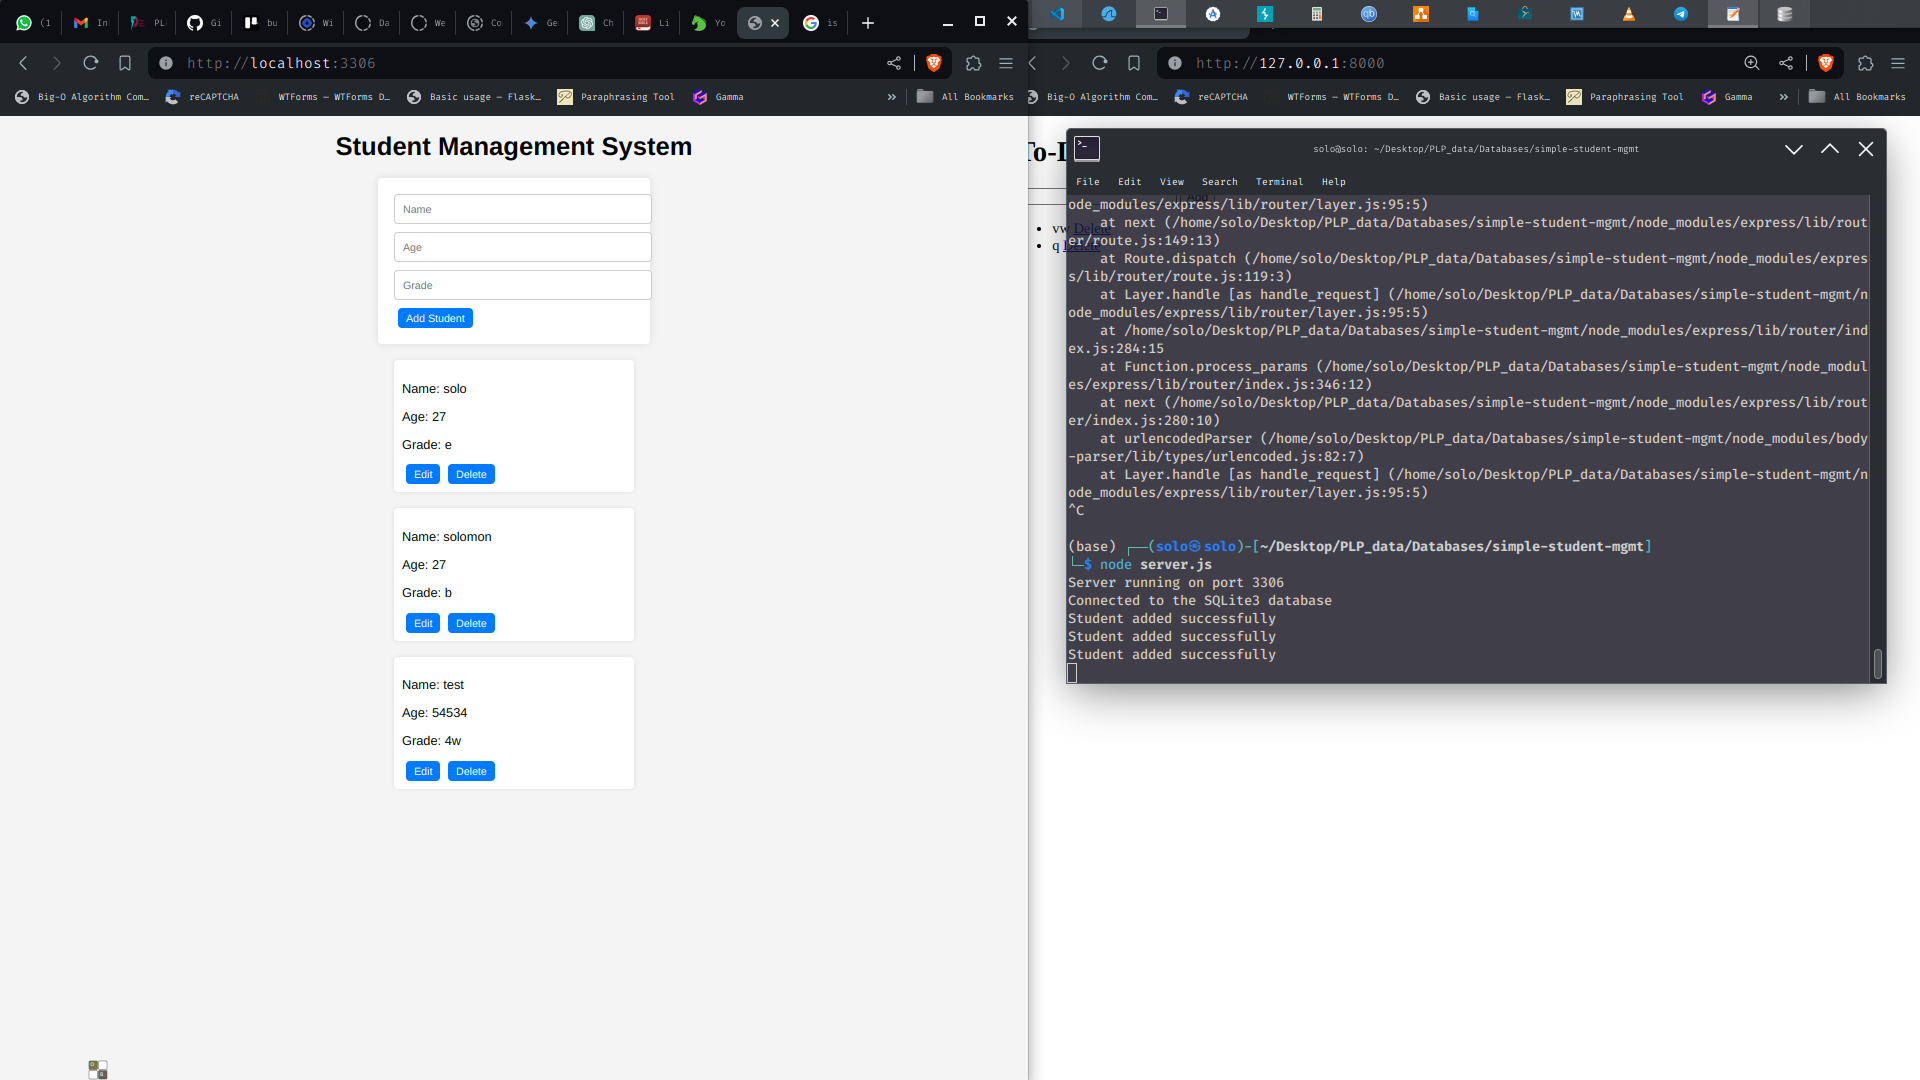 (1
In
PL
Gi
bu
Wi
Da
We
Co
Ge
Ch
Li
Yo
is
http://localhost:3306
Big-O Algorithm Com…
reCAPTCHA
WTForms — WTForms D…
Basic usage — Flask…
Paraphrasing Tool
Gamma
»
All Bookmarks
Student Management System
Name
Age
Grade
Add Student
Name: solo
Age: 27
Grade: e
Edit
Delete
Name: solomon
Age: 27
Grade: b
Edit
Delete
Name: test
Age: 54534
Grade: 4w
Edit
Delete
http://127.0.0.1:8000
Big-O Algorithm Com…
reCAPTCHA
WTForms — WTForms D…
Basic usage — Flask…
Paraphrasing Tool
Gamma
»
All Bookmarks
To-D
vw Delete
q Delete
solo@solo: ~/Desktop/PLP_data/Databases/simple-student-mgmt
File Edit View Search Terminal Help
ode_modules/express/lib/router/layer.js:95:5)
at next (/home/solo/Desktop/PLP_data/Databases/simple-student-mgmt/node_modules/express/lib/rout
er/route.js:149:13)
at Route.dispatch (/home/solo/Desktop/PLP_data/Databases/simple-student-mgmt/node_modules/expres
s/lib/router/route.js:119:3)
at Layer.handle [as handle_request] (/home/solo/Desktop/PLP_data/Databases/simple-student-mgmt/n
ode_modules/express/lib/router/layer.js:95:5)
at /home/solo/Desktop/PLP_data/Databases/simple-student-mgmt/node_modules/express/lib/router/ind
ex.js:284:15
at Function.process_params (/home/solo/Desktop/PLP_data/Databases/simple-student-mgmt/node_modul
es/express/lib/router/index.js:346:12)
at next (/home/solo/Desktop/PLP_data/Databases/simple-student-mgmt/node_modules/express/lib/rout
er/index.js:280:10)
at urlencodedParser (/home/solo/Desktop/PLP_data/Databases/simple-student-mgmt/node_modules/body
-parser/lib/types/urlencoded.js:82:7)
at Layer.handle [as handle_request] (/home/solo/Desktop/PLP_data/Databases/simple-student-mgmt/n
ode_modules/express/lib/router/layer.js:95:5)
^C
(base) ┌──(solo㉿solo)-[~/Desktop/PLP_data/Databases/simple-student-mgmt]
└─$ node server.js
Server running on port 3306
Connected to the SQLite3 database
Student added successfully
Student added successfully
Student added successfully